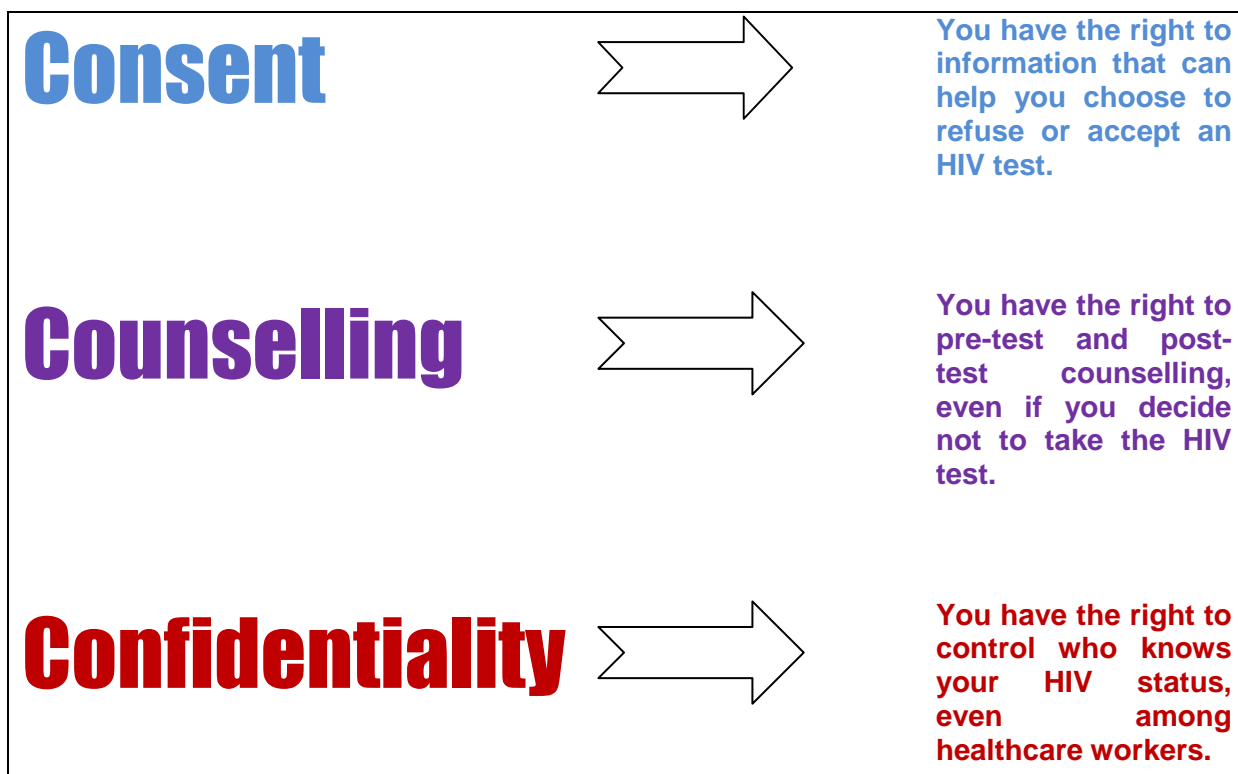 Consent
You have the right to
information that can
help you choose to
refuse or accept an
HIV test.
Counselling
You have the right to
pre-test and post-
test counselling,
even if you decide
not to take the HIV
test.
Confidentiality
You have the right to
control who knows
your HIV status,
even among
healthcare workers.